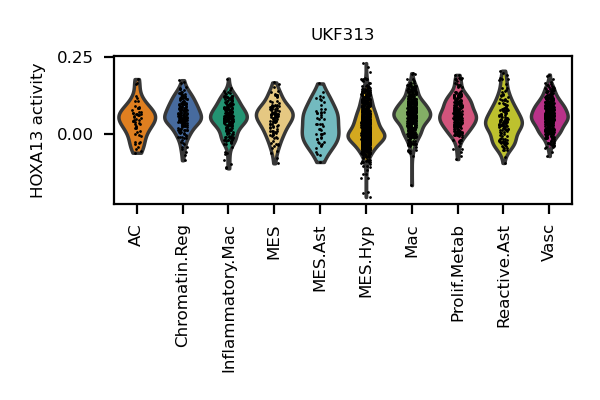 UKF313
HOXA13 activity
0.25
0.00
AC
Chromatin.Reg
Inflammatory.Mac
MES
MES.Ast
MES.Hyp
Mac
Prolif.Metab
Reactive.Ast
Vasc